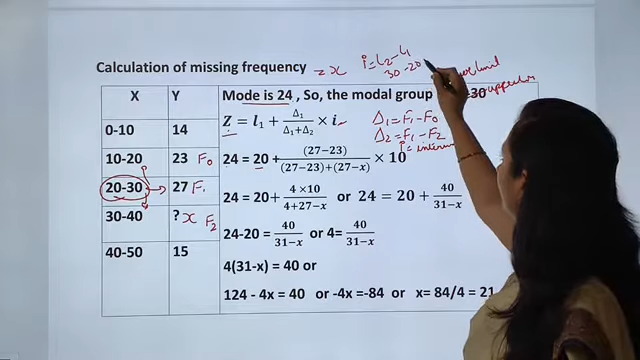 Calculation of missing frequency = x i = L2 - L1
30 - 20
X Y Mode is 24 , So, the modal group 30
Z = l₁ + Δ₁/(Δ₁+Δ₂) × i
Δ₁ = F₁ - F₀
Δ₂ = F₁ - F₂
0-10 14
10-20 23 F₀ 24 = 20 + (27−23)/((27−23)+(27−x)) × 10
20-30 27 F₁
24 = 20 + (4×10)/(4+27−x) or 24 = 20 + 40/(31−x)
30-40 ? x F₂
24-20 = 40/(31−x) or 4 = 40/(31−x)
40-50 15
4(31-x) = 40 or
124 - 4x = 40 or -4x = -84 or x= 84/4 = 21